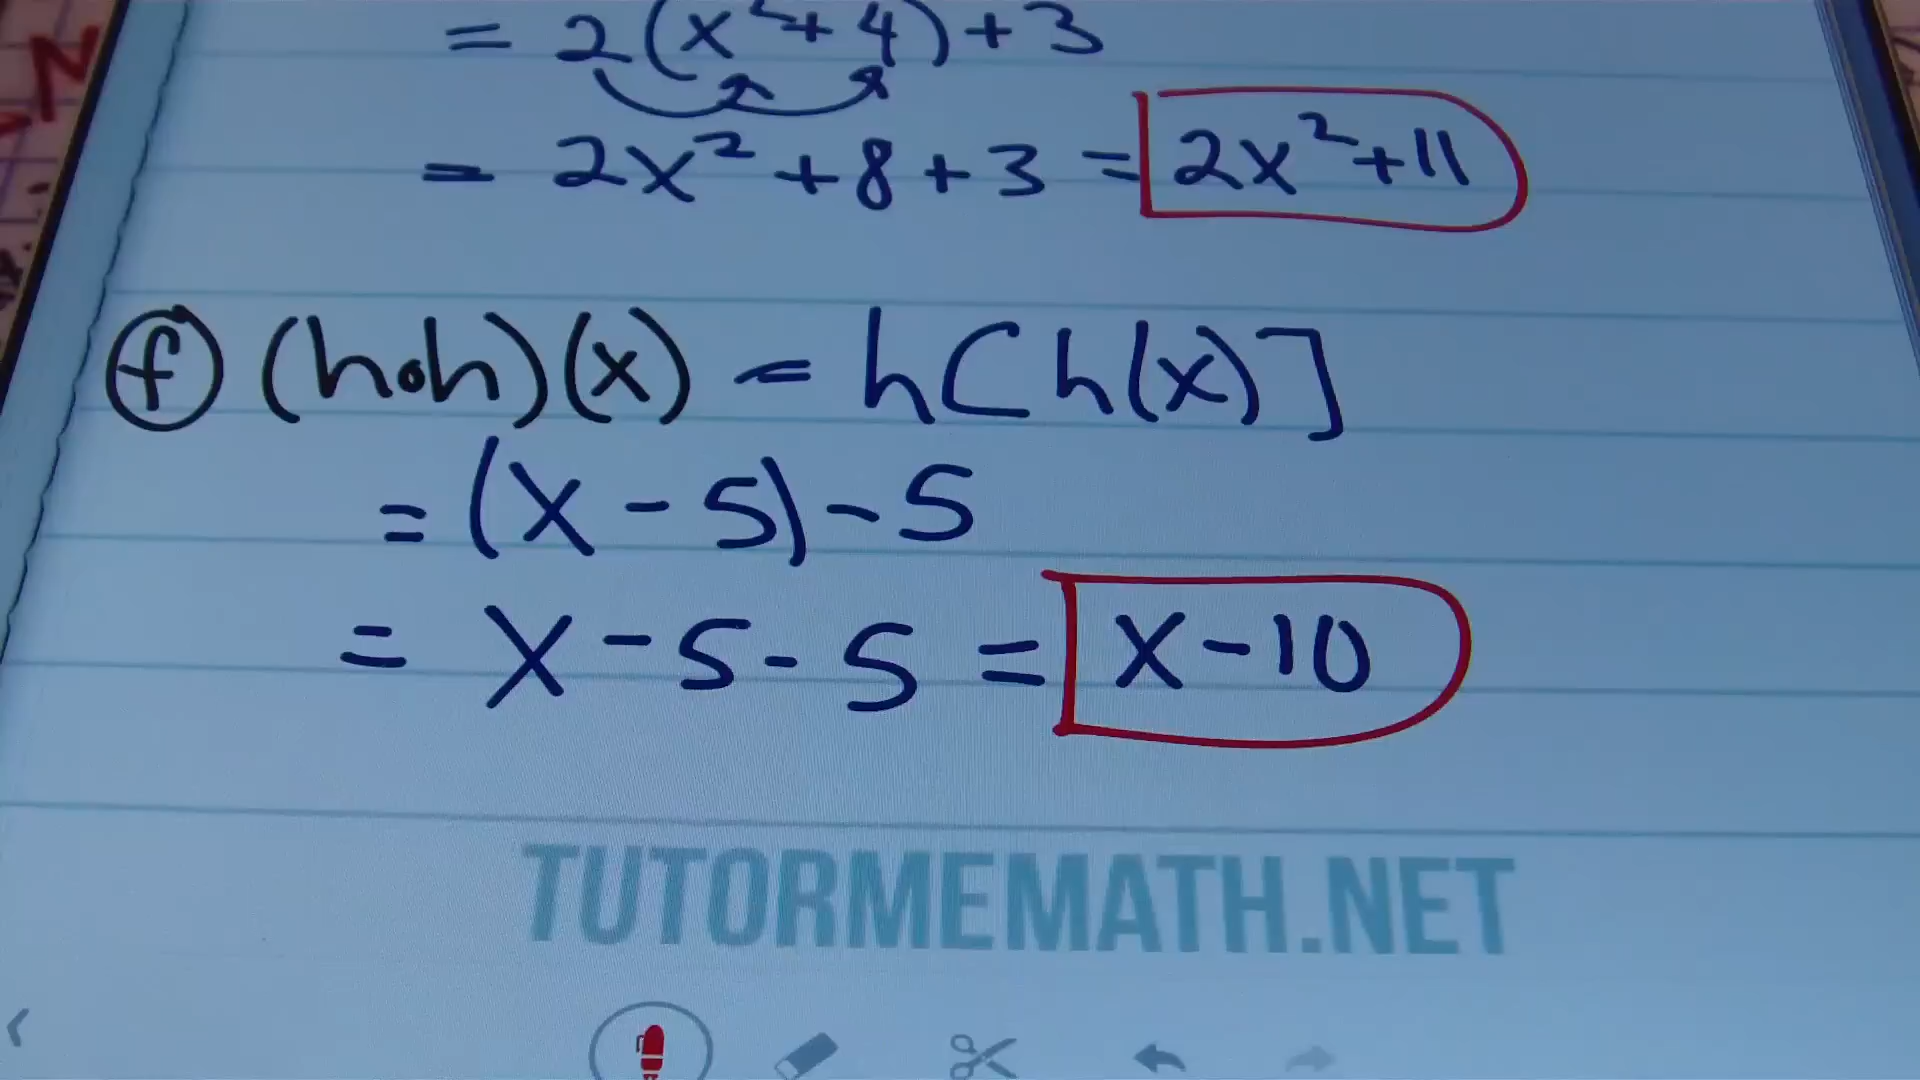 = 2(x²+4)+3
= 2x²+8+3 = 2x²+11
f (h∘h)(x) = h[h(x)]
= (x-5)-5
= x-5-5 = x-10
TUTORMEMATH.NET